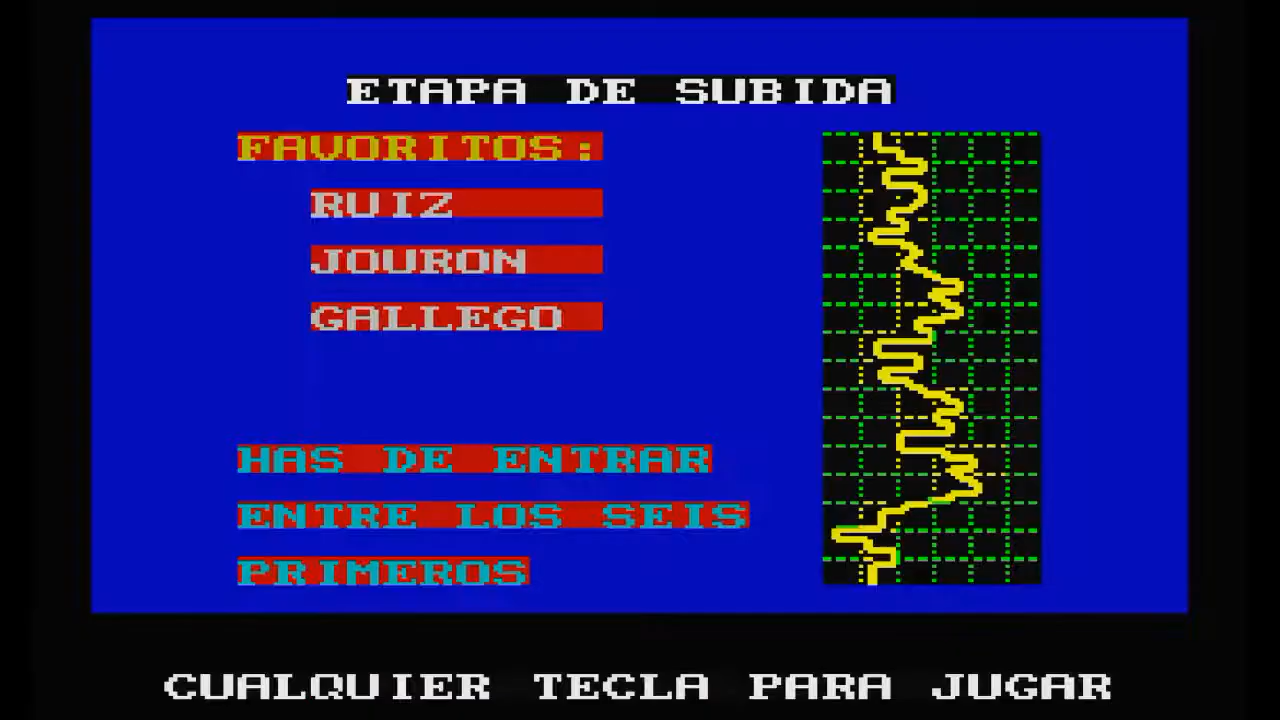 ETAPA DE SUBIDA
FAVORITOS:
RUIZ
JOURON
GALLEGO
HAS DE ENTRAR
ENTRE LOS SEIS
PRIMEROS
CUALQUIER TECLA PARA JUGAR